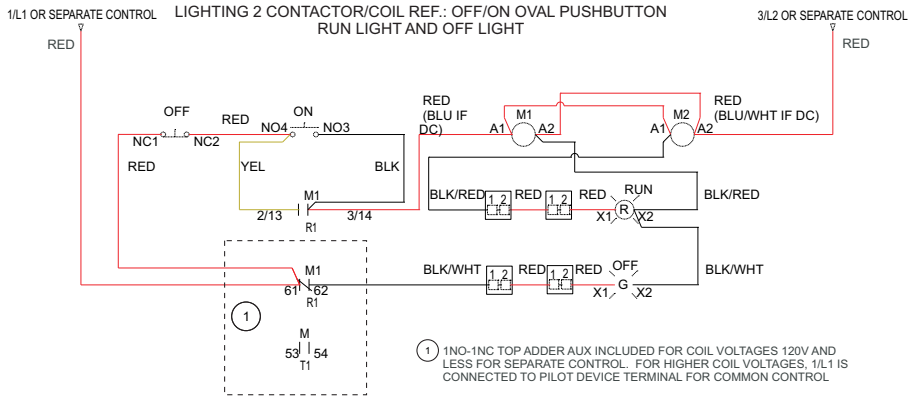 LIGHTING 2 CONTACTOR/COIL REF.: OFF/ON OVAL PUSHBUTTON
RUN LIGHT AND OFF LIGHT
1/L1 OR SEPARATE CONTROL
3/L2 OR SEPARATE CONTROL
RED
RED
OFF
RED
ON
NC1
NC2
NO4
NO3
RED
(BLU IF
DC)
M1
A1
A2
M2
A1
A2
RED
(BLU/WHT IF DC)
RED
YEL
BLK
M1
2/13
3/14
R1
BLK/RED
1 2
RED
1 2
RED
RUN
R
X1
X2
BLK/RED
M1
61
62
R1
BLK/WHT
1 2
RED
1 2
RED
OFF
G
X1
X2
BLK/WHT
1
M
53
54
T1
1 1NO-1NC TOP ADDER AUX INCLUDED FOR COIL VOLTAGES 120V AND
LESS FOR SEPARATE CONTROL. FOR HIGHER COIL VOLTAGES, 1/L1 IS
CONNECTED TO PILOT DEVICE TERMINAL FOR COMMON CONTROL